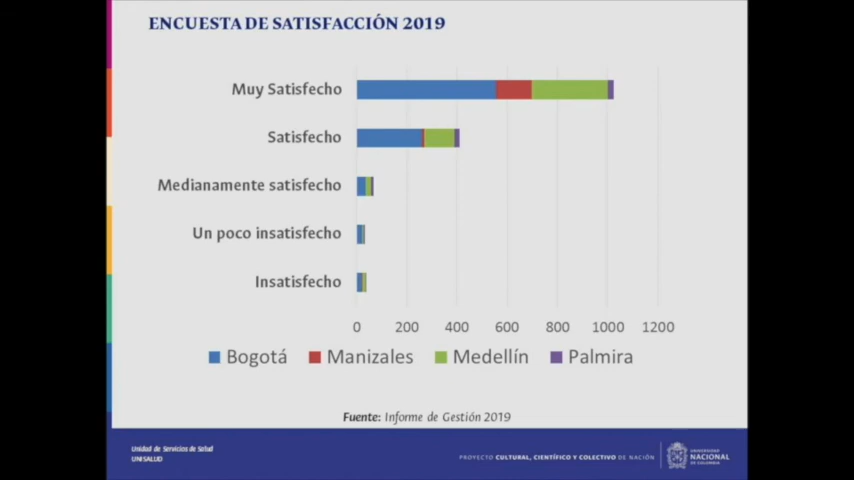 ENCUESTA DE SATISFACCIÓN 2019
Muy Satisfecho
Satisfecho
Medianamente satisfecho
Un poco insatisfecho
Insatisfecho
0 200 400 600 800 1000 1200
Bogotá Manizales Medellín Palmira
Fuente: Informe de Gestión 2019
Unidad de Servicios de Salud
UNISALUD
PROYECTO CULTURAL, CIENTÍFICO Y COLECTIVO DE NACIÓN
UNIVERSIDAD
NACIONAL
DE COLOMBIA